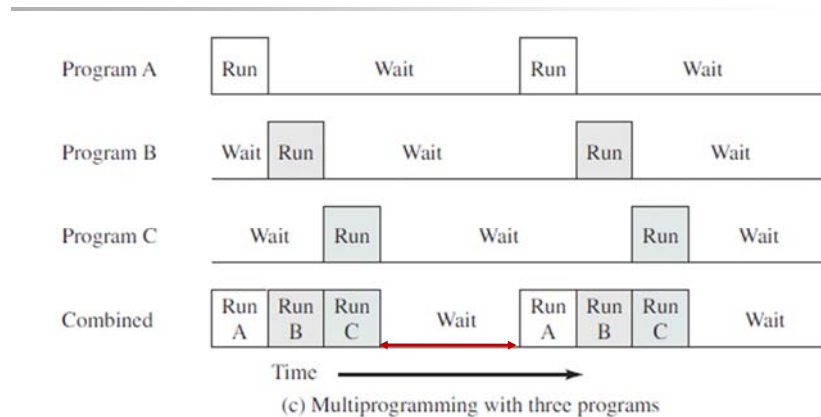 Program A Run Wait Run Wait
Program B Wait Run Wait Run Wait
Program C Wait Run Wait Run Wait
Combined Run A Run B Run C Wait Run A Run B Run C Wait
Time
(c) Multiprogramming with three programs